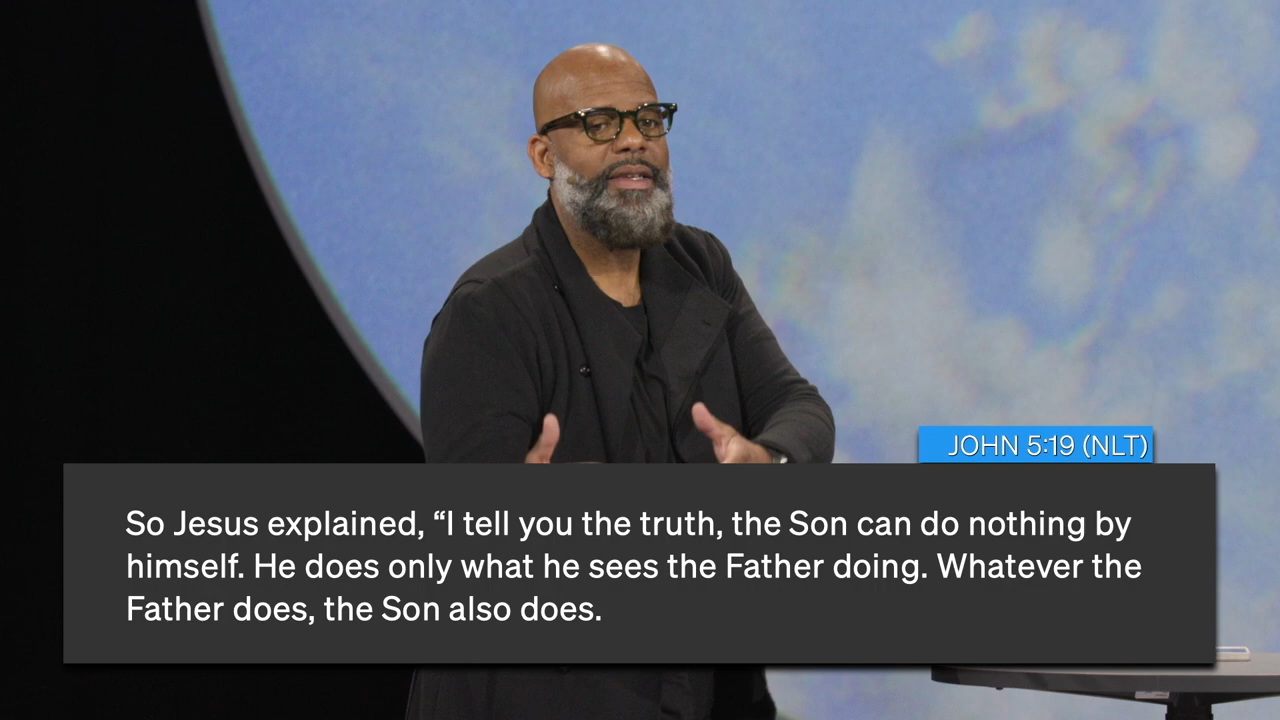 JOHN 5:19 (NLT)
So Jesus explained, “I tell you the truth, the Son can do nothing by
himself. He does only what he sees the Father doing. Whatever the
Father does, the Son also does.